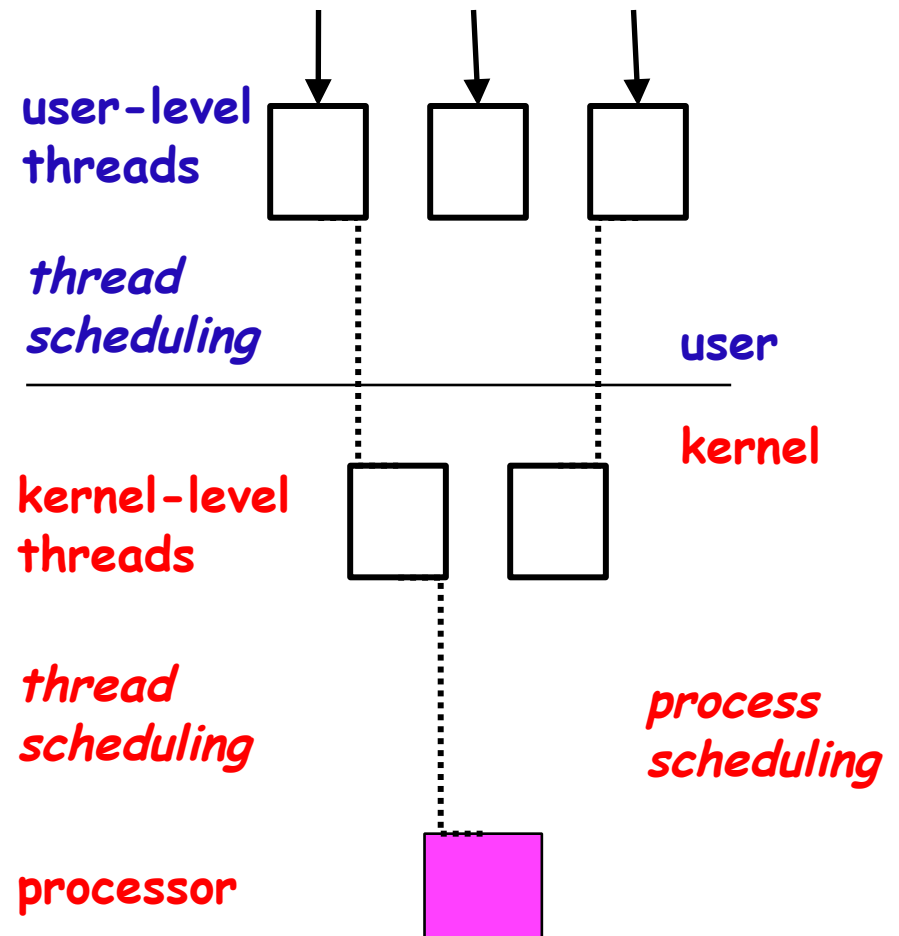 user-level
threads
thread
scheduling
user
kernel
kernel-level
threads
thread
scheduling
process
scheduling
processor